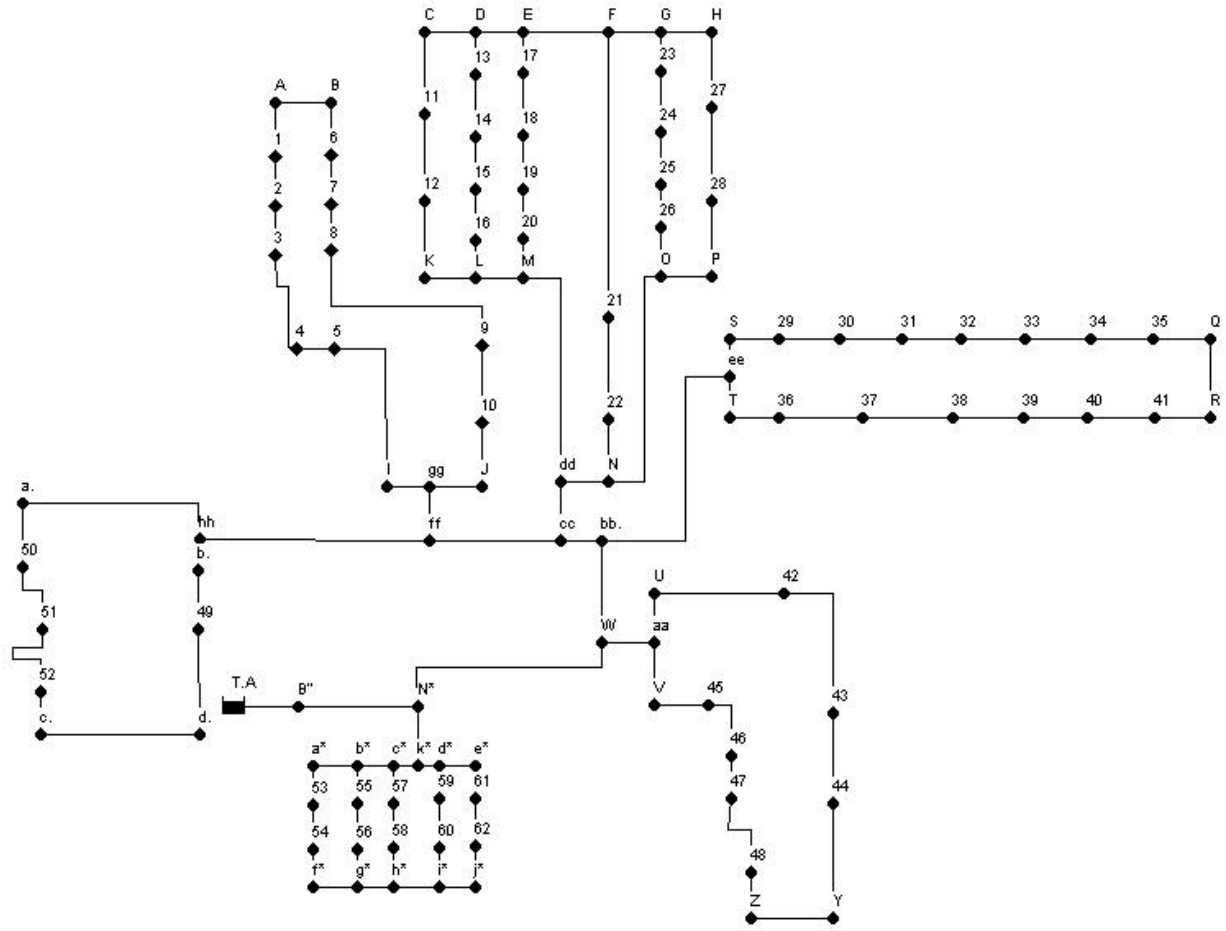 C D E F G H
13 17 23
A B
11 27
1 6 14 18 24
2 7 12 15 19 25 28
3 8 16 20 26
K L M O P
21
4 5 9
S 29 30 31 32 33 34 35 Q
ee
10 22
T 36 37 38 39 40 41 R
I gg J dd N
a.
hh ff cc bb.
50 b.
U 42
51 49
W aa
52 T.A B" N*
V 45 43
c. d.
46
a* b* c* k* d* e*
53 55 57 59 61 47 44
54 56 58 60 62
48
f* g* h* i* j*
Z Y